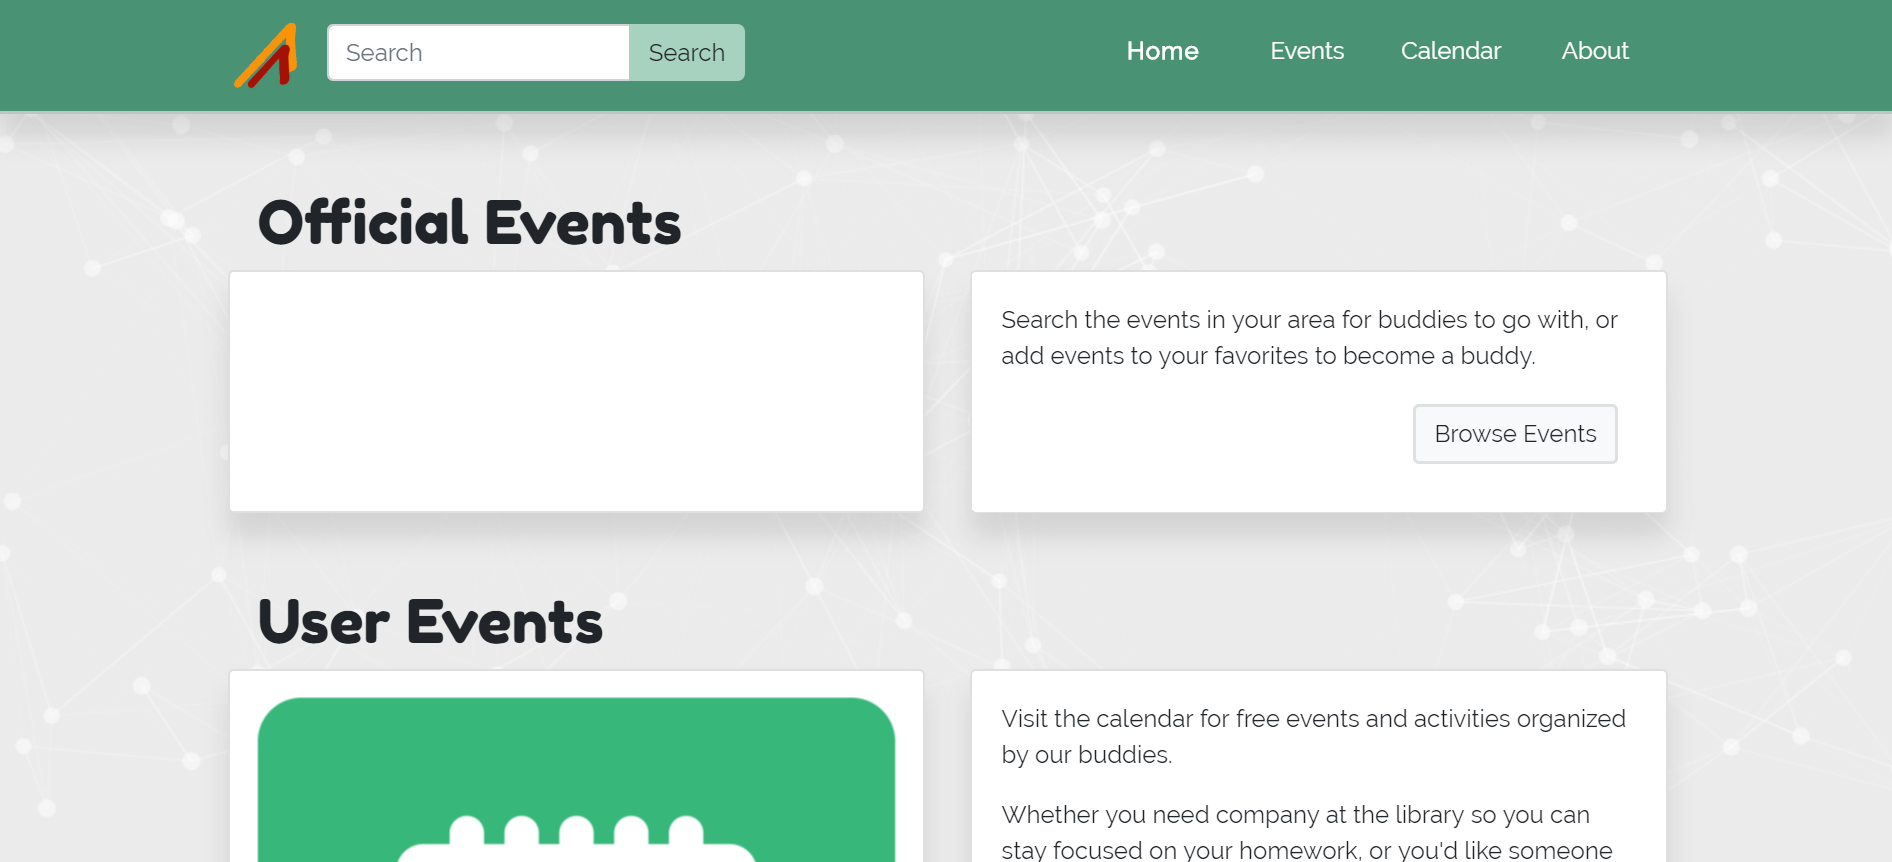 Search
Search
Home
Events
Calendar
About
Official Events
Search the events in your area for buddies to go with, or
add events to your favorites to become a buddy.
Browse Events
User Events
Visit the calendar for free events and activities organized
by our buddies.
Whether you need company at the library so you can
stay focused on your homework, or you'd like someone